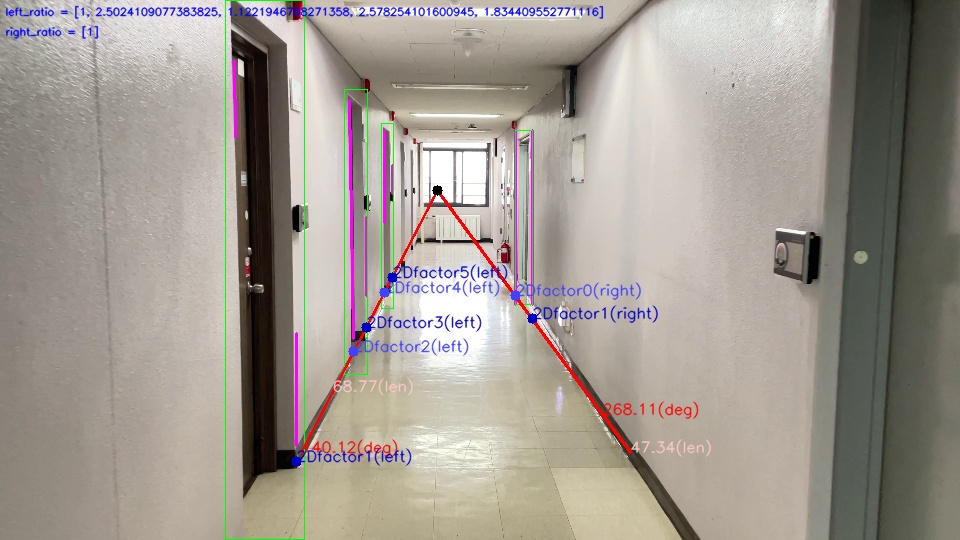 left_ratio = [1, 2.5024109077383825, 1.1221946798271358, 2.578254101600945, 1.834409552771116]
right_ratio = [1]
2Dfactor5(left)
2Dfactor4(left)
2Dfactor0(right)
2Dfactor1(right)
2Dfactor3(left)
2Dfactor2(left)
68.77(len)
268.11(deg)
40.12(deg)
47.34(len)
2Dfactor1(left)